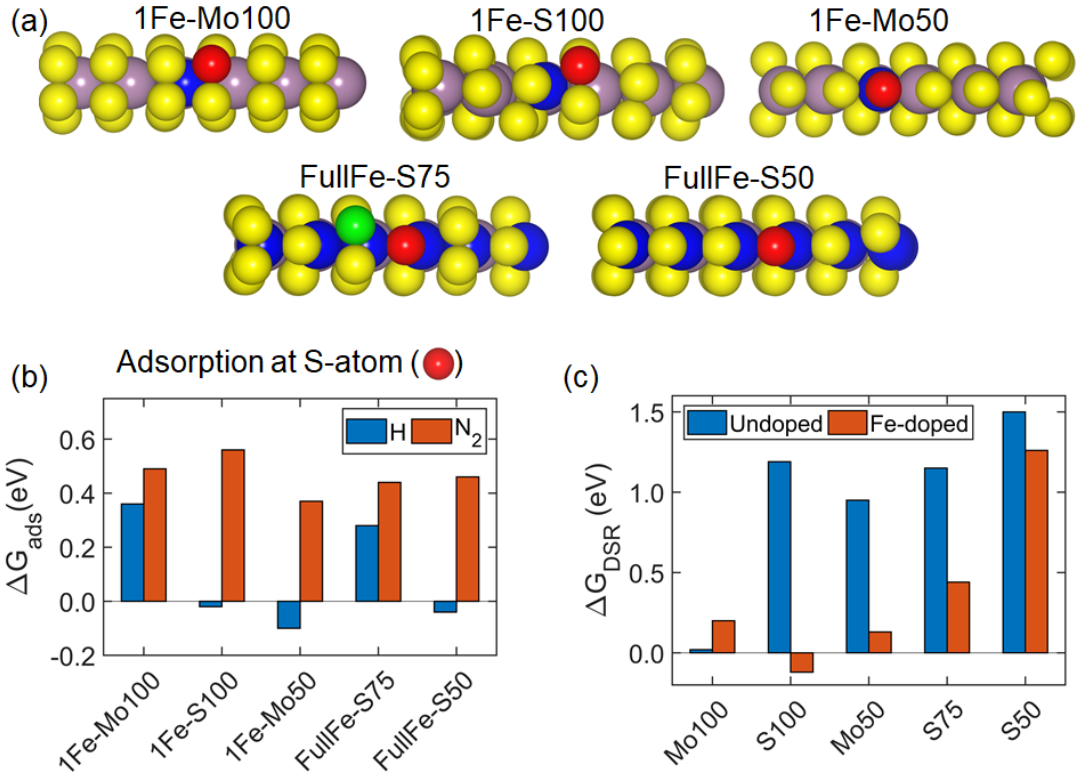 (a)
1Fe-Mo100 1Fe-S100 1Fe-Mo50
FullFe-S75 FullFe-S50
(b) Adsorption at S-atom ( )
ΔG_ads(eV)
0.6
0.4
0.2
0.0
-0.2
H N₂
1Fe-Mo100 1Fe-S100 1Fe-Mo50 FullFe-S75 FullFe-S50
(c)
ΔG_DSR (eV)
1.5
1.0
0.5
0.0
Undoped Fe-doped
Mo100 S100 Mo50 S75 S50